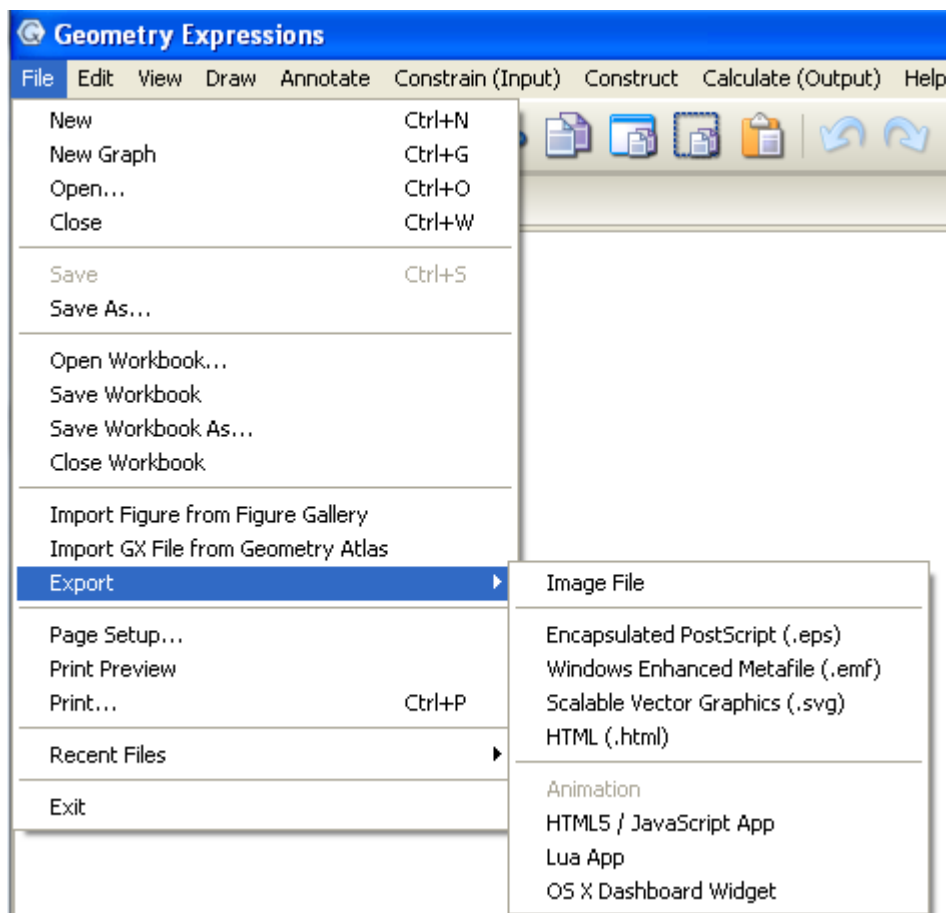 Geometry Expressions
File Edit View Draw Annotate Constrain (Input) Construct Calculate (Output) Help
New Ctrl+N
New Graph Ctrl+G
Open... Ctrl+O
Close Ctrl+W
Save Ctrl+S
Save As...
Open Workbook...
Save Workbook
Save Workbook As...
Close Workbook
Import Figure from Figure Gallery
Import GX File from Geometry Atlas
Export
Page Setup...
Print Preview
Print... Ctrl+P
Recent Files
Exit
Image File
Encapsulated PostScript (.eps)
Windows Enhanced Metafile (.emf)
Scalable Vector Graphics (.svg)
HTML (.html)
Animation
HTML5 / JavaScript App
Lua App
OS X Dashboard Widget